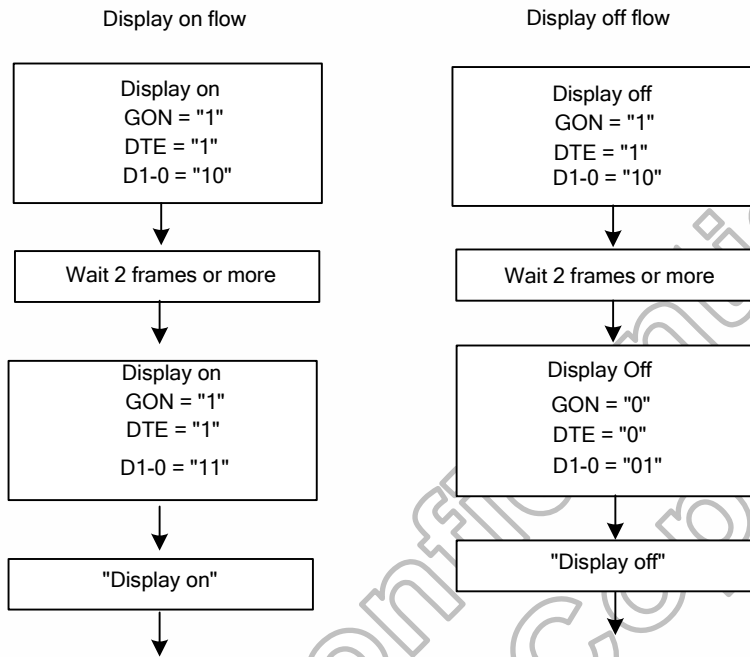 Display on flow
Display on
GON = "1"
DTE = "1"
D1-0 = "10"
Wait 2 frames or more
Display on
GON = "1"
DTE = "1"
D1-0 = "11"
"Display on"
Display off flow
Display off
GON = "1"
DTE = "1"
D1-0 = "10"
Wait 2 frames or more
Display Off
GON = "0"
DTE = "0"
D1-0 = "01"
"Display off"